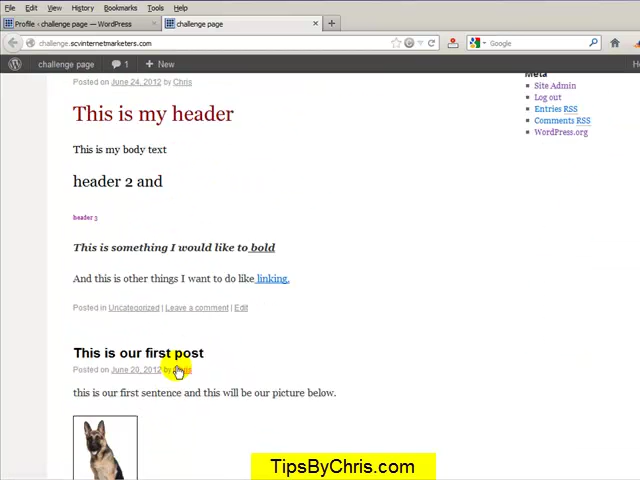 File Edit View History Bookmarks Tools Help
Profile ‹ challenge page — WordPress
challenge page
challenge.scvinternetmarketers.com
Google
challenge page 1 + New
Posted on June 24, 2012 by Chris
Meta
Site Admin
Log out
Entries RSS
Comments RSS
WordPress.org
This is my header
This is my body text
header 2 and
header 3
This is something I would like to bold
And this is other things I want to do like linking.
Posted in Uncategorized | Leave a comment | Edit
This is our first post
Posted on June 20, 2012 by
this is our first sentence and this will be our picture below.
TipsByChris.com